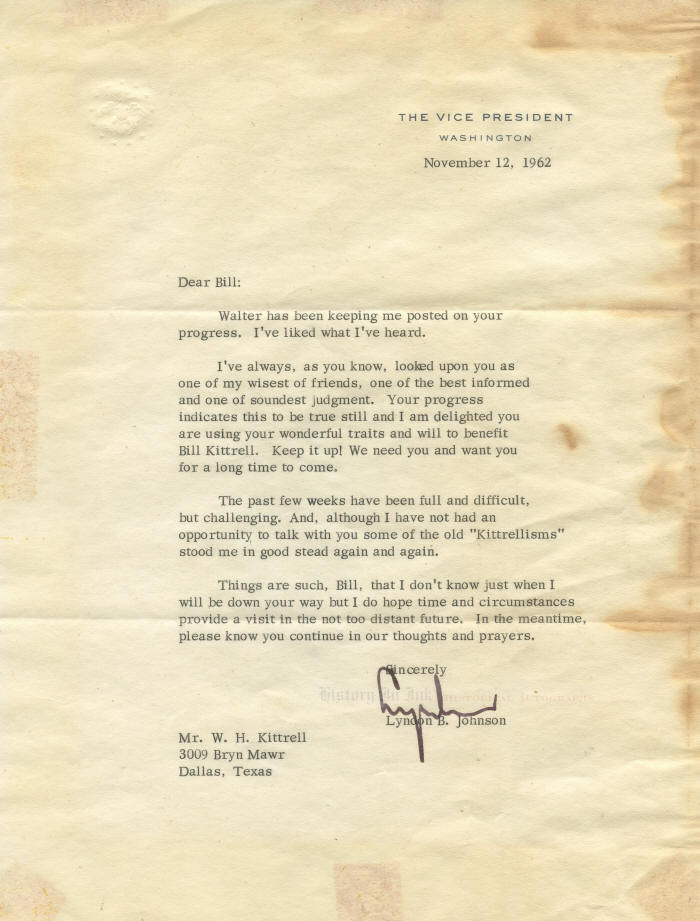 THE VICE PRESIDENT
WASHINGTON
November 12, 1962
Dear Bill:
Walter has been keeping me posted on your
progress. I've liked what I've heard.
I've always, as you know, looked upon you as
one of my wisest of friends, one of the best informed
and one of soundest judgment. Your progress
indicates this to be true still and I am delighted you
are using your wonderful traits and will to benefit
Bill Kittrell. Keep it up! We need you and want you
for a long time to come.
The past few weeks have been full and difficult,
but challenging. And, although I have not had an
opportunity to talk with you some of the old "Kittrellisms"
stood me in good stead again and again.
Things are such, Bill, that I don't know just when I
will be down your way but I do hope time and circumstances
provide a visit in the not too distant future. In the meantime,
please know you continue in our thoughts and prayers.
Sincerely
History In Ink HISTORICAL AUTOGRAPHS
Lyndon
Lyndon B. Johnson
Mr. W. H. Kittrell
3009 Bryn Mawr
Dallas, Texas